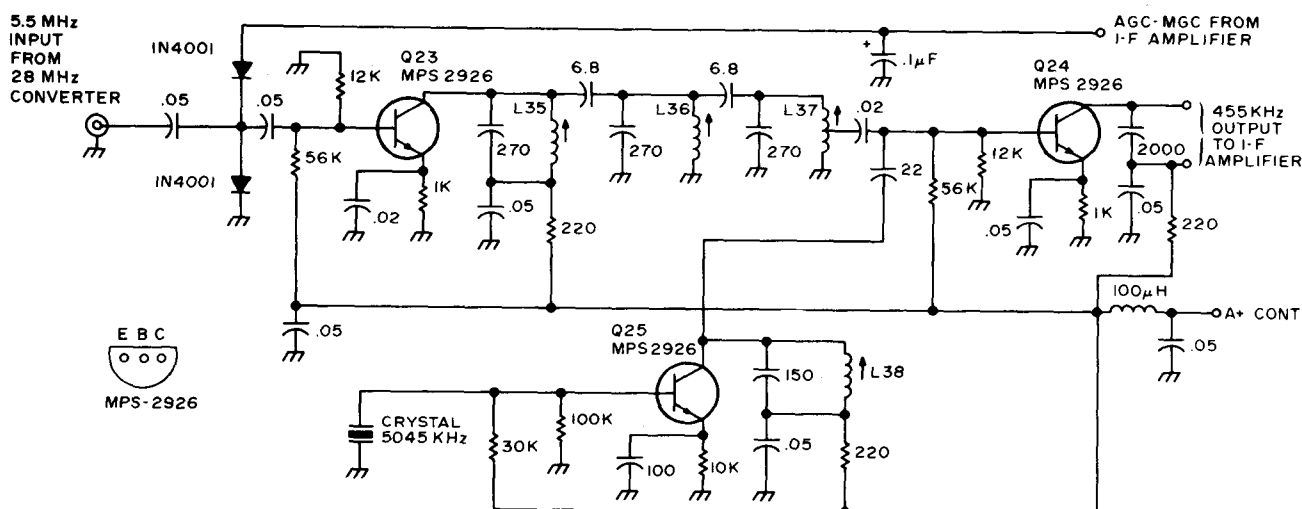 5.5 MHz
INPUT
FROM
28 MHz
CONVERTER
1N4001
1N4001
.05
.05
12K
56K
Q23
MPS 2926
.02
1K
270
.05
L35
220
6.8
270
L36
6.8
270
L37
.02
22
.1µF
+
AGC-MGC FROM
I-F AMPLIFIER
Q24
MPS 2926
12K
56K
.05
1K
2000
.05
220
455KHz
OUTPUT
TO I-F
AMPLIFIER
100µH
A+ CONT
.05
.05
E B C
MPS-2926
Q25
MPS2926
CRYSTAL
5045 KHz
30K
100K
100
10K
150
.05
L38
220